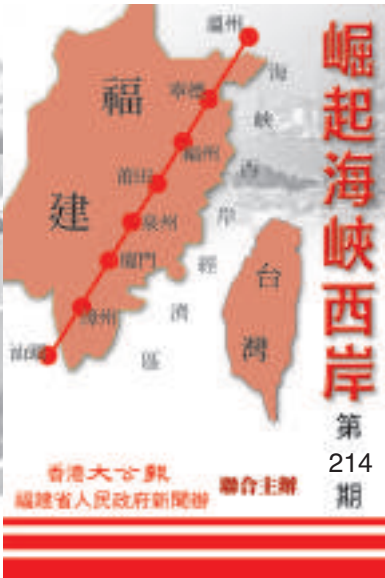 崛起海峽西岸
第
214
期
溫州
寧德
福州
莆田
泉州
廈門
漳州
汕頭
福建
海峽西岸經濟區
台灣
香港大公報
福建省人民政府新聞辦
聯合主辦